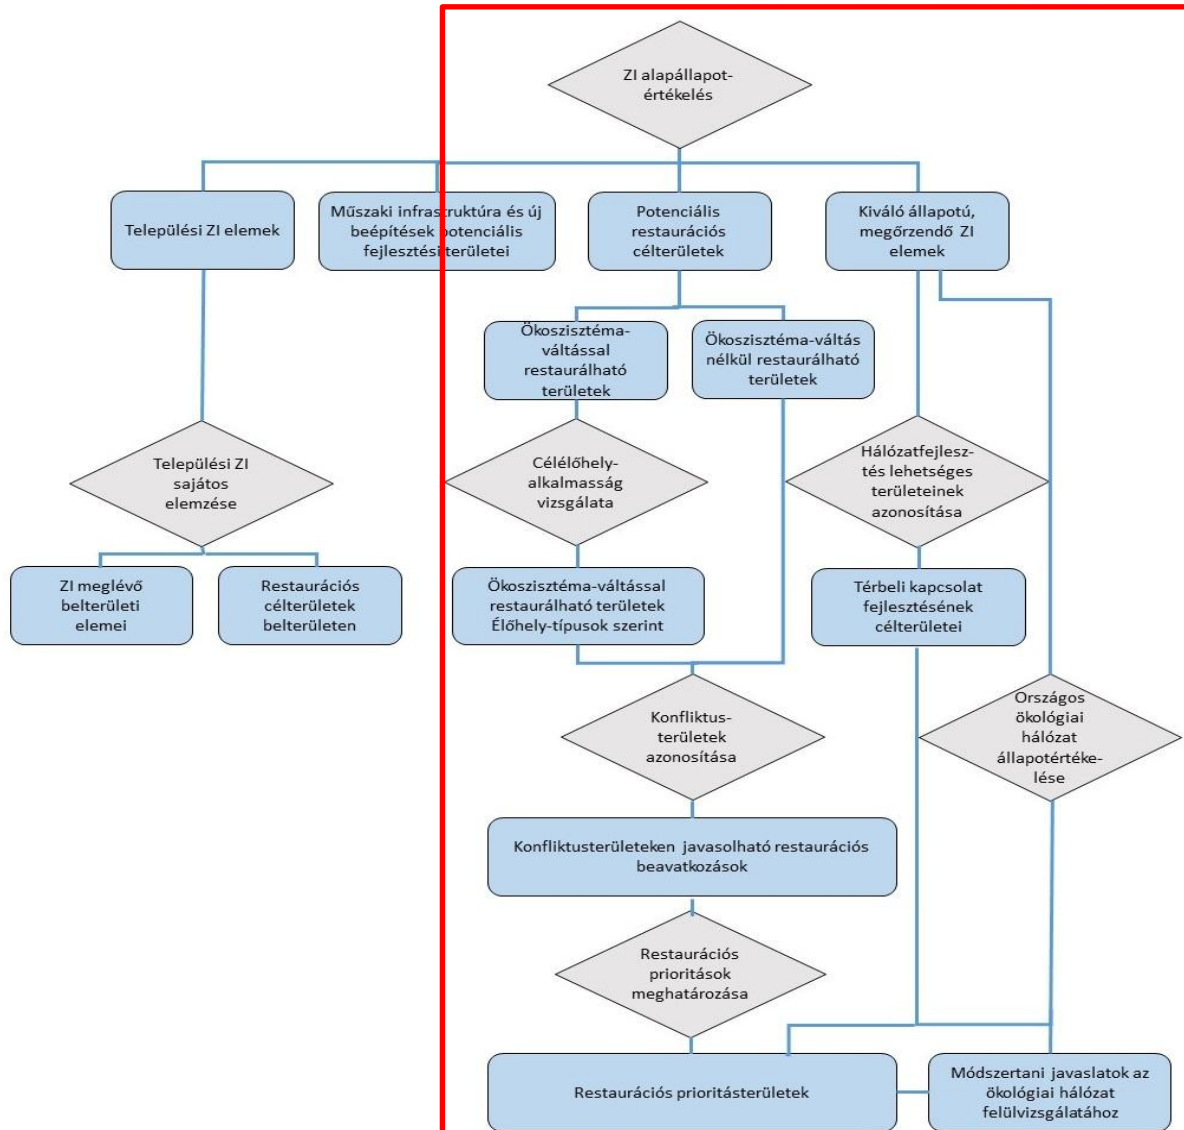 ZI alapállapot-
értékelés
Települési ZI elemek
Műszaki infrastruktúra és új
beépítések potenciális
fejlesztési területei
Potenciális
restaurációs
célterületek
Kiváló állapotú,
megőrzendő ZI
elemek
Ökoszisztéma-
váltással
restaurálható
területek
Ökoszisztéma-váltás
nélkül restaurálható
területek
Települési ZI
sajátos
elemzése
Célélőhely-
alkalmasság
vizsgálata
Hálózatfejlesz-
tés lehetséges
területeinek
azonosítása
ZI meglévő
belterületi
elemei
Restaurációs
célterületek
belterületen
Ökoszisztéma-váltással
restaurálható területek
Élőhely-típusok szerint
Térbeli kapcsolat
fejlesztésének
célterületei
Konfliktus-
területek
azonosítása
Országos
ökológiai
hálózat
állapotértéke-
lése
Konfliktusterületeken javasolható restaurációs
beavatkozások
Restaurációs
prioritások
meghatározása
Restaurációs prioritásterületek
Módszertani javaslatok az
ökológiai hálózat
felülvizsgálatához